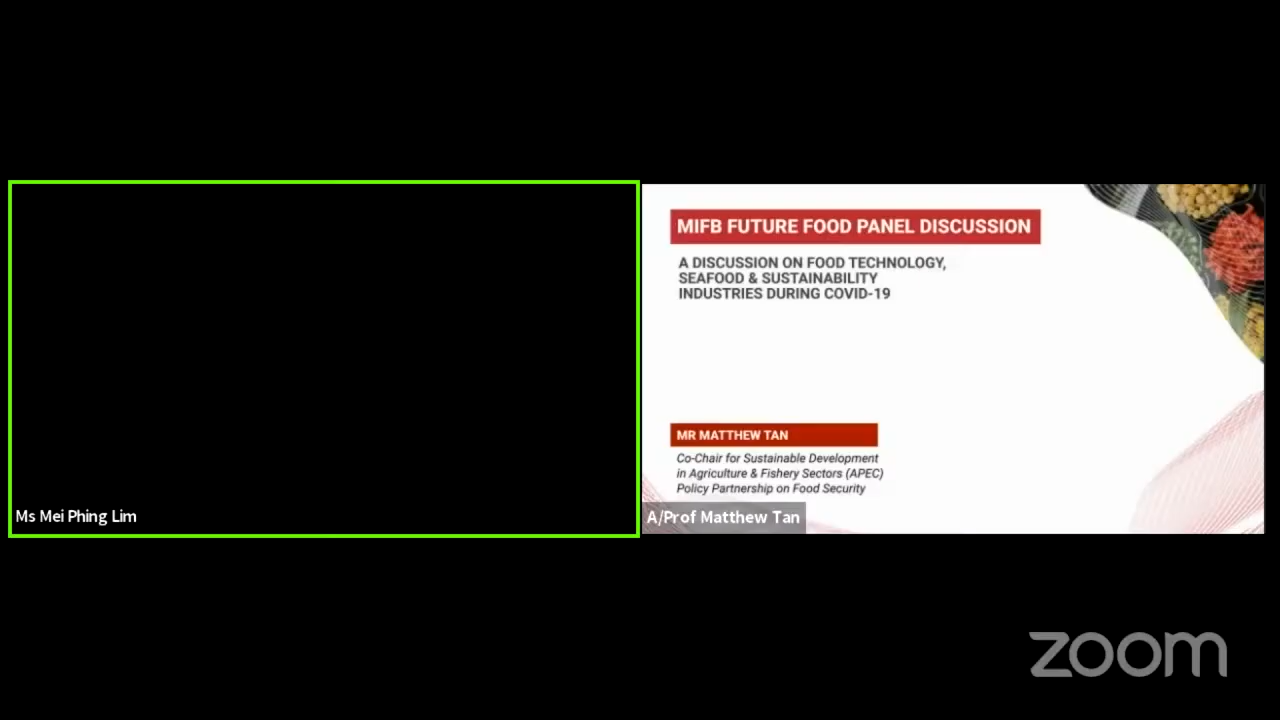 Ms Mei Phing Lim
MIFB FUTURE FOOD PANEL DISCUSSION
A DISCUSSION ON FOOD TECHNOLOGY,
SEAFOOD & SUSTAINABILITY
INDUSTRIES DURING COVID-19
MR MATTHEW TAN
Co-Chair for Sustainable Development
in Agriculture & Fishery Sectors (APEC)
Policy Partnership on Food Security
A/Prof Matthew Tan
zoom